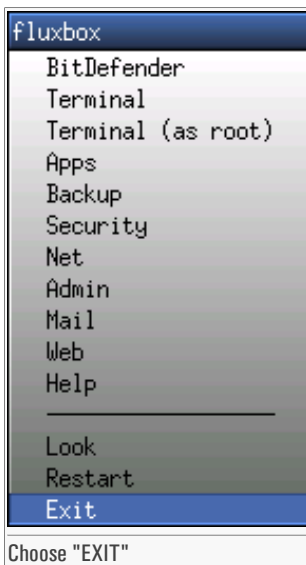 fluxbox
BitDefender
Terminal
Terminal (as root)
Apps
Backup
Security
Net
Admin
Mail
Web
Help
Look
Restart
Exit
Choose "EXIT"